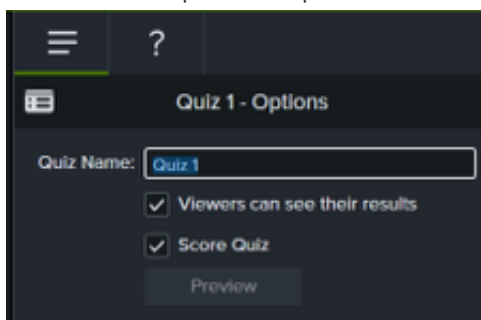 ?
Quiz 1 - Options
Quiz Name: Quiz 1
Viewers can see their results
Score Quiz
Preview